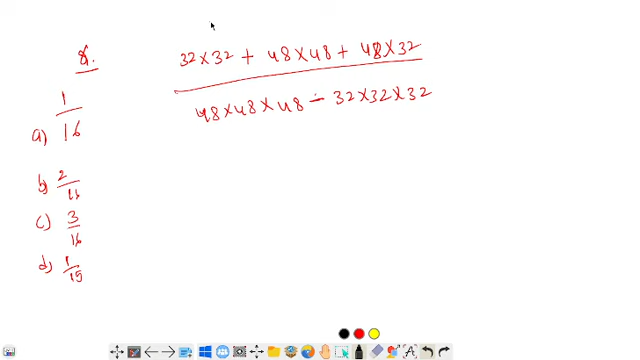 8.
32×32 + 48×48 + 48×32
48×48×48 − 32×32×32
a) 1/16
b) 2/16
c) 3/16
d) 1/15